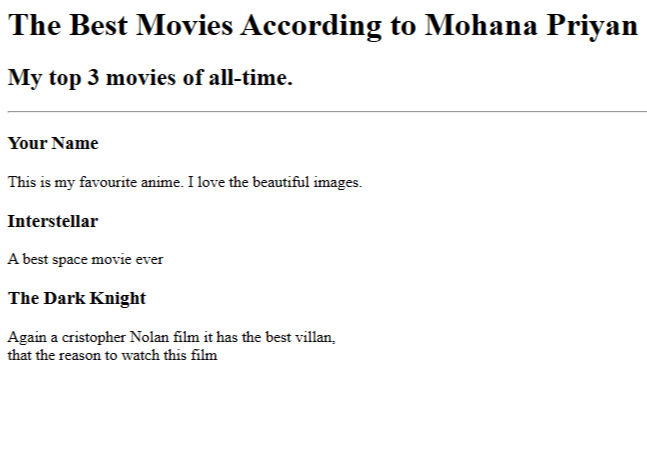 The Best Movies According to Mohana Priyan
My top 3 movies of all-time.
Your Name
This is my favourite anime. I love the beautiful images.
Interstellar
A best space movie ever
The Dark Knight
Again a cristopher Nolan film it has the best villan,
that the reason to watch this film